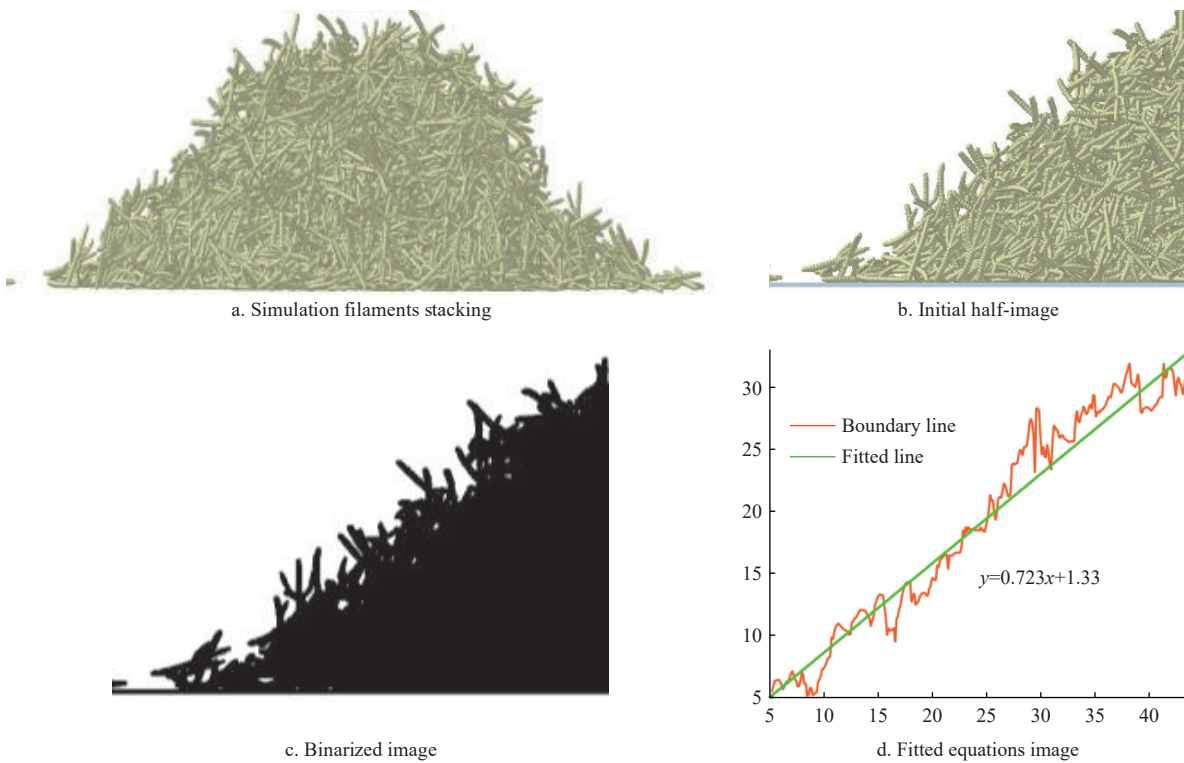 a. Simulation filaments stacking
b. Initial half-image
c. Binarized image
30
25
20
15
10
5
5 10 15 20 25 30 35 40
Boundary line
Fitted line
y=0.723x+1.33
d. Fitted equations image